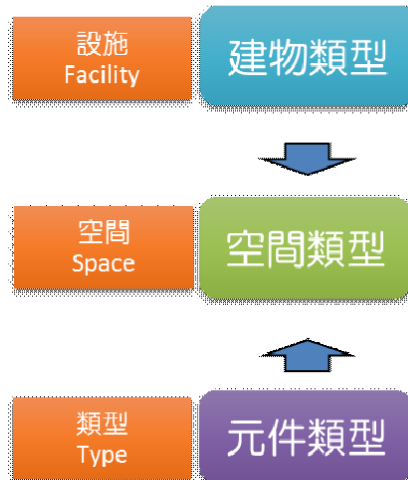 設施
Facility
建物類型
空間
Space
空間類型
類型
Type
元件類型